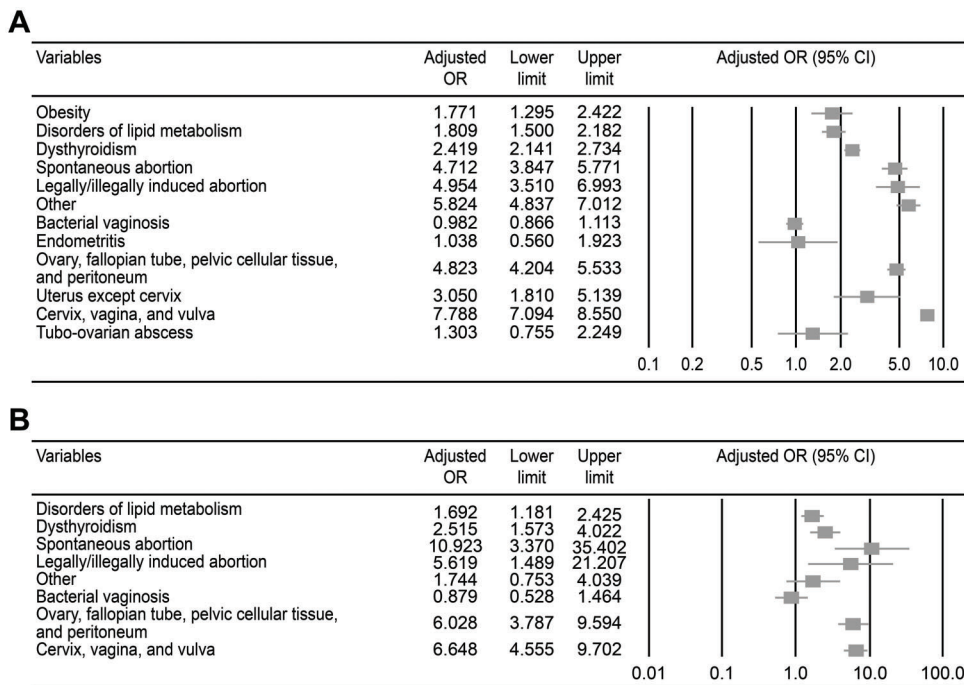 A
Variables Adjusted OR Lower limit Upper limit Adjusted OR (95% CI)
Obesity 1.771 1.295 2.422
Disorders of lipid metabolism 1.809 1.500 2.182
Dysthyroidism 2.419 2.141 2.734
Spontaneous abortion 4.712 3.847 5.771
Legally/illegally induced abortion 4.954 3.510 6.993
Other 5.824 4.837 7.012
Bacterial vaginosis 0.982 0.866 1.113
Endometritis 1.038 0.560 1.923
Ovary, fallopian tube, pelvic cellular tissue,
and peritoneum 4.823 4.204 5.533
Uterus except cervix 3.050 1.810 5.139
Cervix, vagina, and vulva 7.788 7.094 8.550
Tubo-ovarian abscess 1.303 0.755 2.249
0.1 0.2 0.5 1.0 2.0 5.0 10.0
B
Variables Adjusted OR Lower limit Upper limit Adjusted OR (95% CI)
Disorders of lipid metabolism 1.692 1.181 2.425
Dysthyroidism 2.515 1.573 4.022
Spontaneous abortion 10.923 3.370 35.402
Legally/illegally induced abortion 5.619 1.489 21.207
Other 1.744 0.753 4.039
Bacterial vaginosis 0.879 0.528 1.464
Ovary, fallopian tube, pelvic cellular tissue,
and peritoneum 6.028 3.787 9.594
Cervix, vagina, and vulva 6.648 4.555 9.702
0.01 0.1 1.0 10.0 100.0